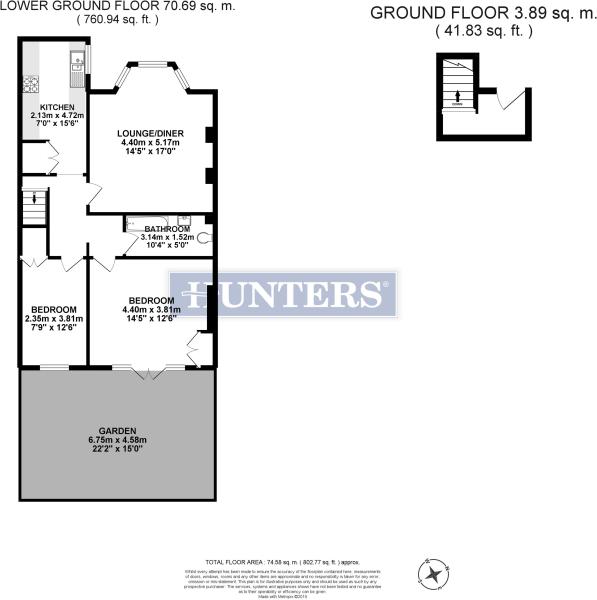 LOWER GROUND FLOOR 70.69 sq. m.
( 760.94 sq. ft. )
GROUND FLOOR 3.89 sq. m.
( 41.83 sq. ft. )
KITCHEN
2.13m x 4.72m
7'0" x 15'6"
LOUNGE/DINER
4.40m x 5.17m
14'5" x 17'0"
DOWN
BATHROOM
3.14m x 1.52m
10'4" x 5'0"
BEDROOM
2.35m x 3.81m
7'9" x 12'6"
BEDROOM
4.40m x 3.81m
14'5" x 12'6"
HUNTERS®
GARDEN
6.75m x 4.58m
22'2" x 15'0"
TOTAL FLOOR AREA : 74.58 sq. m. ( 802.77 sq. ft. ) approx.
Whilst every attempt has been made to ensure the accuracy of the floorplan contained here, measurements
of doors, windows, rooms and any other items are approximate and no responsibility is taken for any error,
omission or mis-statement. This plan is for illustrative purposes only and should be used as such by any
prospective purchaser. The services, systems and appliances shown have not been tested and no guarantee
as to their operability or efficiency can be given.
Made with Metropix ©2019